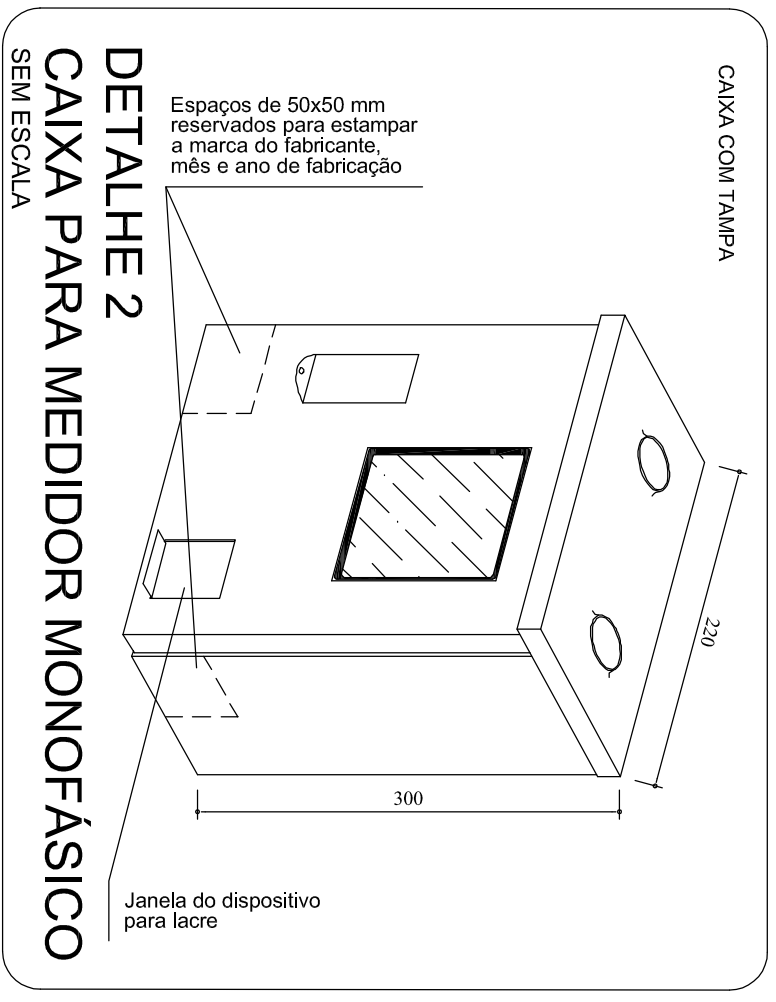 CAIXA COM TAMPA
Espaços de 50x50 mm
reservados para estampar
a marca do fabricante,
mês e ano de fabricação
220
300
Janela do dispositivo
para lacre
DETALHE 2
CAIXA PARA MEDIDOR MONOFÁSICO
SEM ESCALA